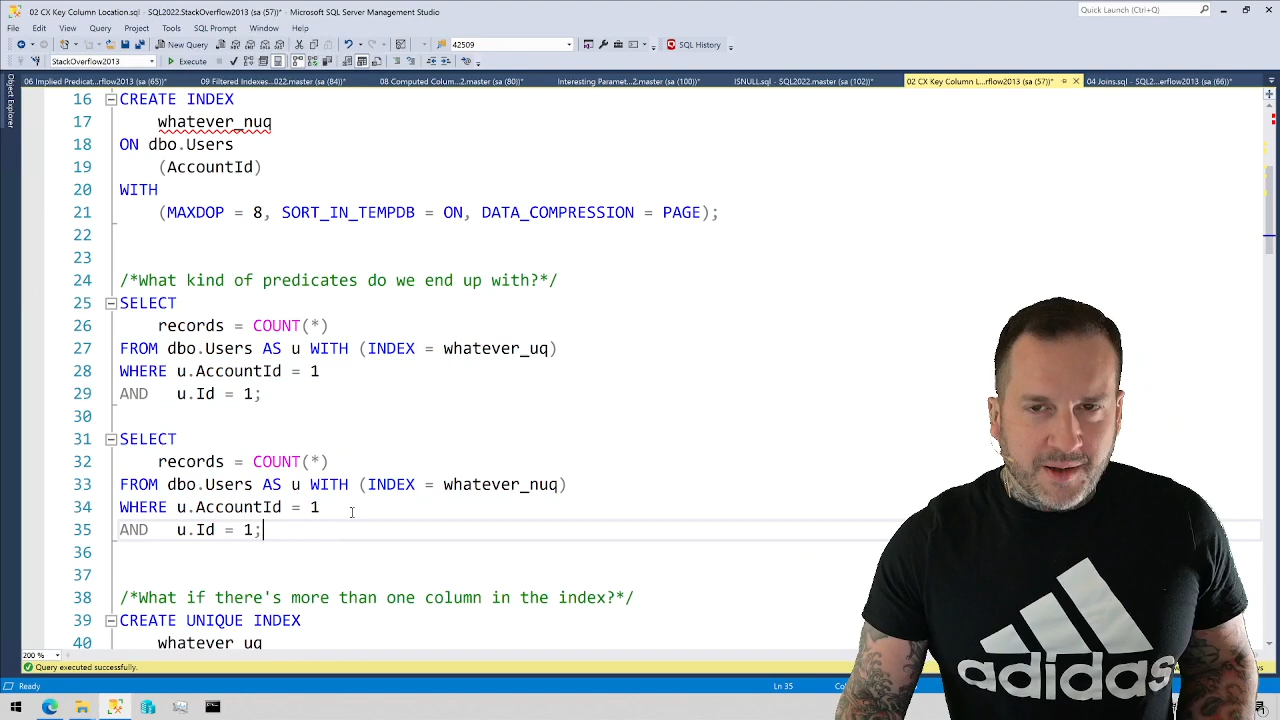 02 CX Key Column Location.sql - SQL2022.StackOverflow2013 (sa (57))* - Microsoft SQL Server Management Studio
Quick Launch (Ctrl+Q)
File Edit View Query Project Tools SQL Prompt Window Help
New Query 42509 SQL History
StackOverflow2013 Execute
06 Implied Predicat...rflow2013 (sa (65))* 09 Filtered Indexes...022.master (sa (84))* 08 Computed Colum...2.master (sa (80))* Interesting Paramet...2.master (sa (100))* ISNULL.sql - SQL2022.master (sa (102))* 02 CX Key Column L...rflow2013 (sa (57))* 04 Joins.sql - SQL2...erflow2013 (sa (66))*
Object Explorer
16 CREATE INDEX
17 whatever_nuq
18 ON dbo.Users
19 (AccountId)
20 WITH
21 (MAXDOP = 8, SORT_IN_TEMPDB = ON, DATA_COMPRESSION = PAGE);
22
23
24 /*What kind of predicates do we end up with?*/
25 SELECT
26 records = COUNT(*)
27 FROM dbo.Users AS u WITH (INDEX = whatever_uq)
28 WHERE u.AccountId = 1
29 AND u.Id = 1;
30
31 SELECT
32 records = COUNT(*)
33 FROM dbo.Users AS u WITH (INDEX = whatever_nuq)
34 WHERE u.AccountId = 1
35 AND u.Id = 1;
36
37
38 /*What if there's more than one column in the index?*/
39 CREATE UNIQUE INDEX
40 whatever_uq
200 %
Query executed successfully.
Ready Ln 35
adidas